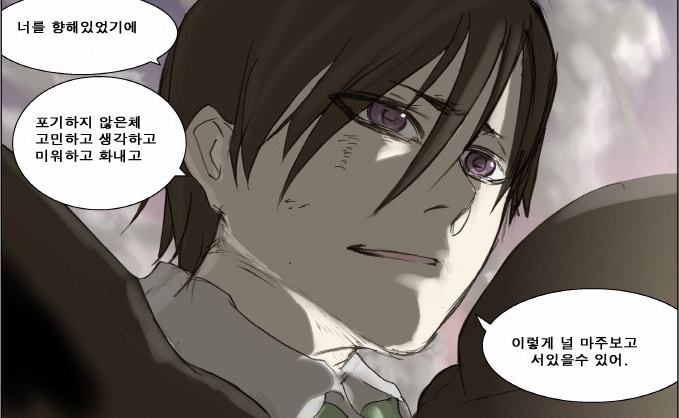 너를 향해있었기에
포기하지 않은체
고민하고 생각하고
미워하고 화내고
이렇게 널 마주보고
서있을수 있어.